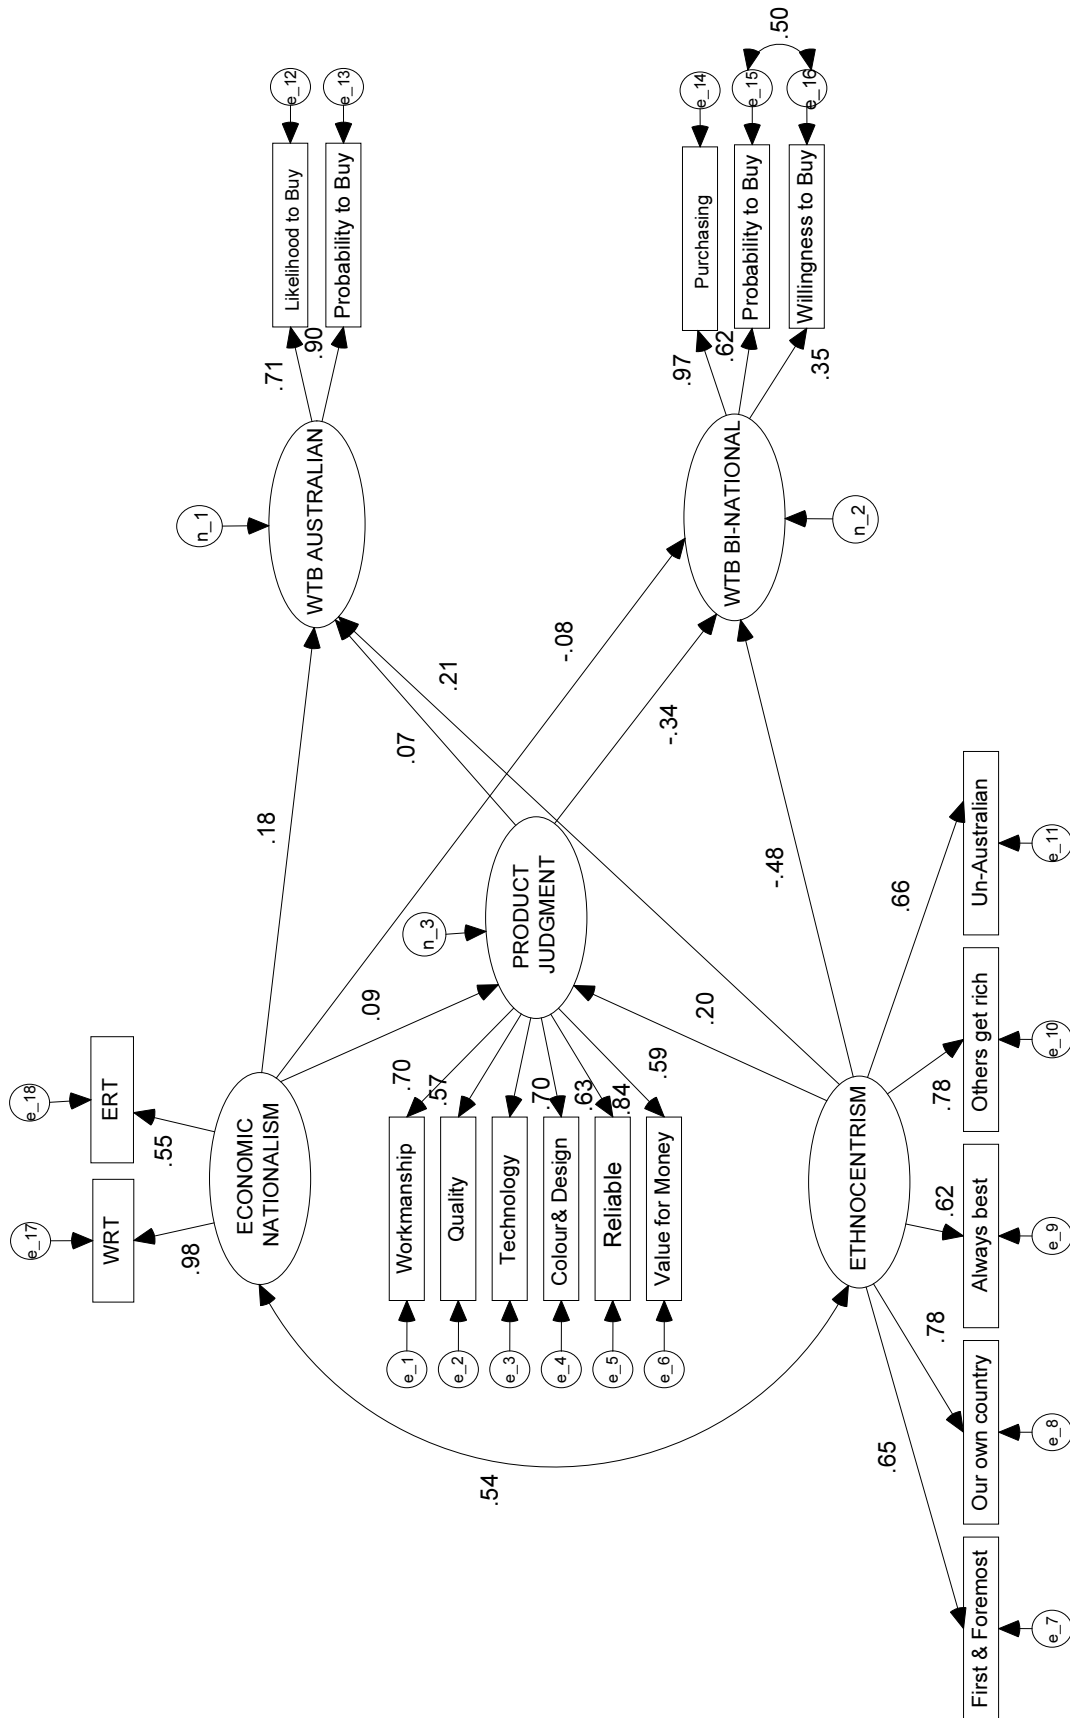 e_17
e_18
WRT
ERT
.98
.55
ECONOMIC
NATIONALISM
.54
.09
.18
-.08
e_1
e_2
e_3
e_4
e_5
e_6
Workmanship
Quality
Technology
Colour& Design
Reliable
Value for Money
.70
.57
.70
.63
.84
.59
n_3
PRODUCT
JUDGMENT
.07
-.34
.20
.21
-.48
ETHNOCENTRISM
.65
.78
.62
.78
.66
First & Foremost
Our own country
Always best
Others get rich
Un-Australian
e_7
e_8
e_9
e_10
e_11
n_1
WTB AUSTRALIAN
.71
.90
Likelihood to Buy
Probability to Buy
e_12
e_13
WTB BI-NATIONAL
n_2
.97
.62
.35
Purchasing
Probability to Buy
Willingness to Buy
e_14
e_15
e_16
.50